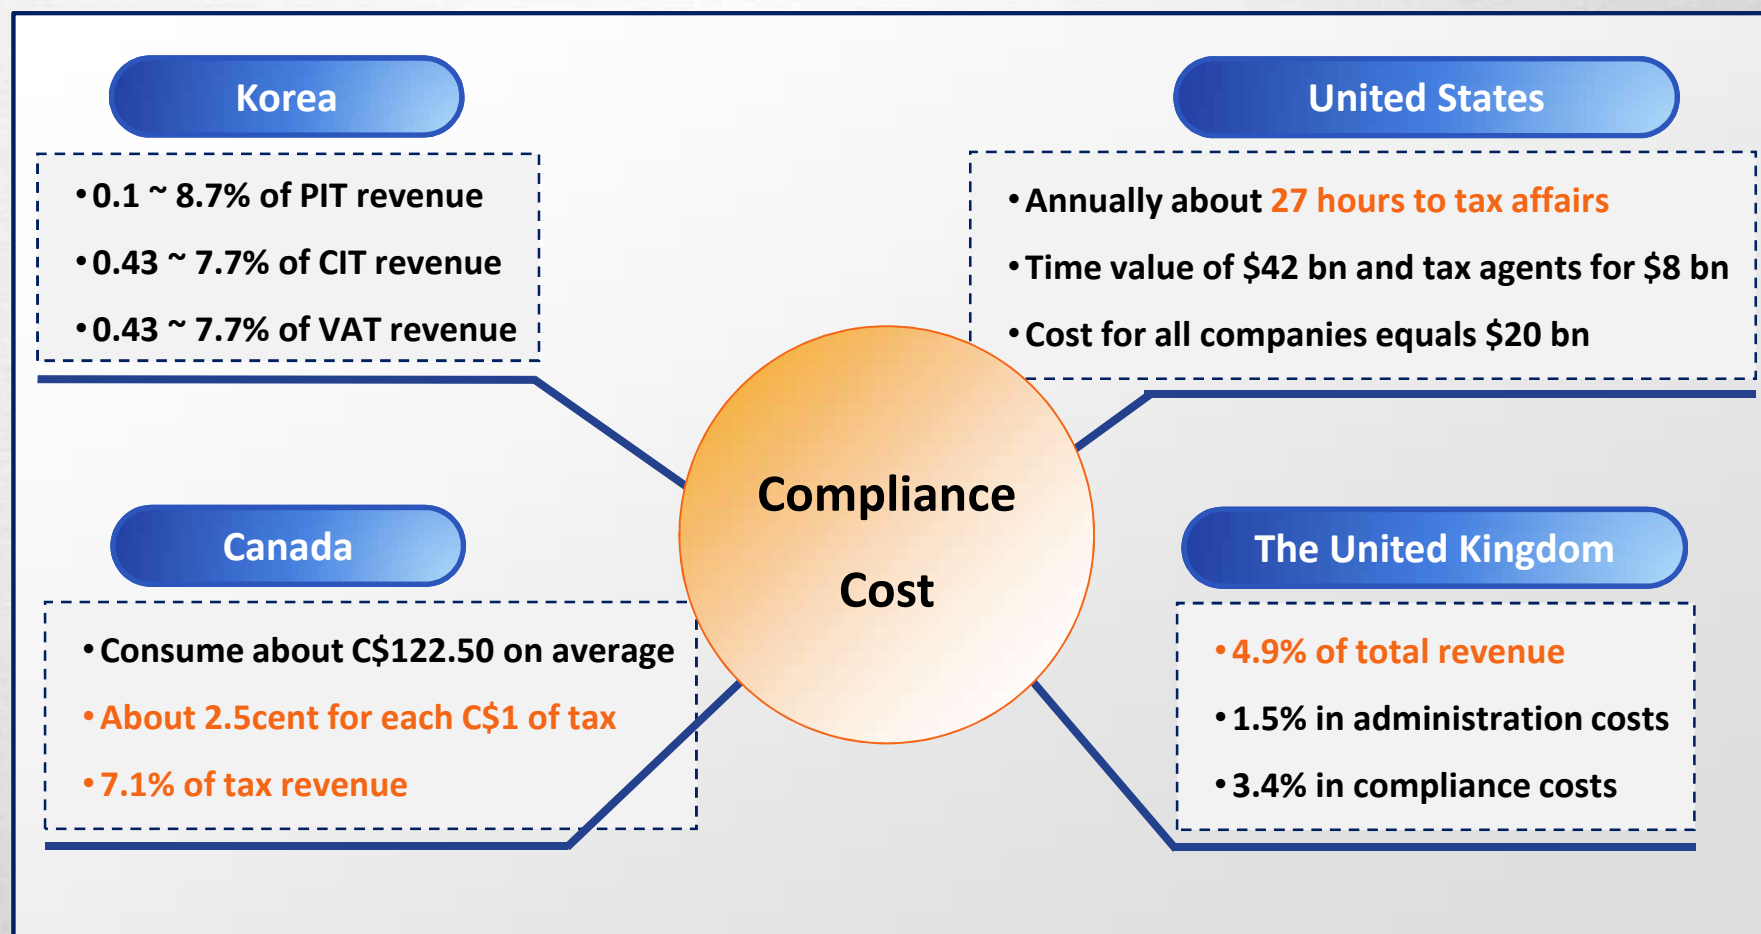 Korea
•0.1 ~ 8.7% of PIT revenue
•0.43 ~ 7.7% of CIT revenue
•0.43 ~ 7.7% of VAT revenue
United States
•Annually about 27 hours to tax affairs
•Time value of $42 bn and tax agents for $8 bn
•Cost for all companies equals $20 bn
Compliance
Cost
Canada
•Consume about C$122.50 on average
•About 2.5cent for each C$1 of tax
•7.1% of tax revenue
The United Kingdom
•4.9% of total revenue
•1.5% in administration costs
•3.4% in compliance costs